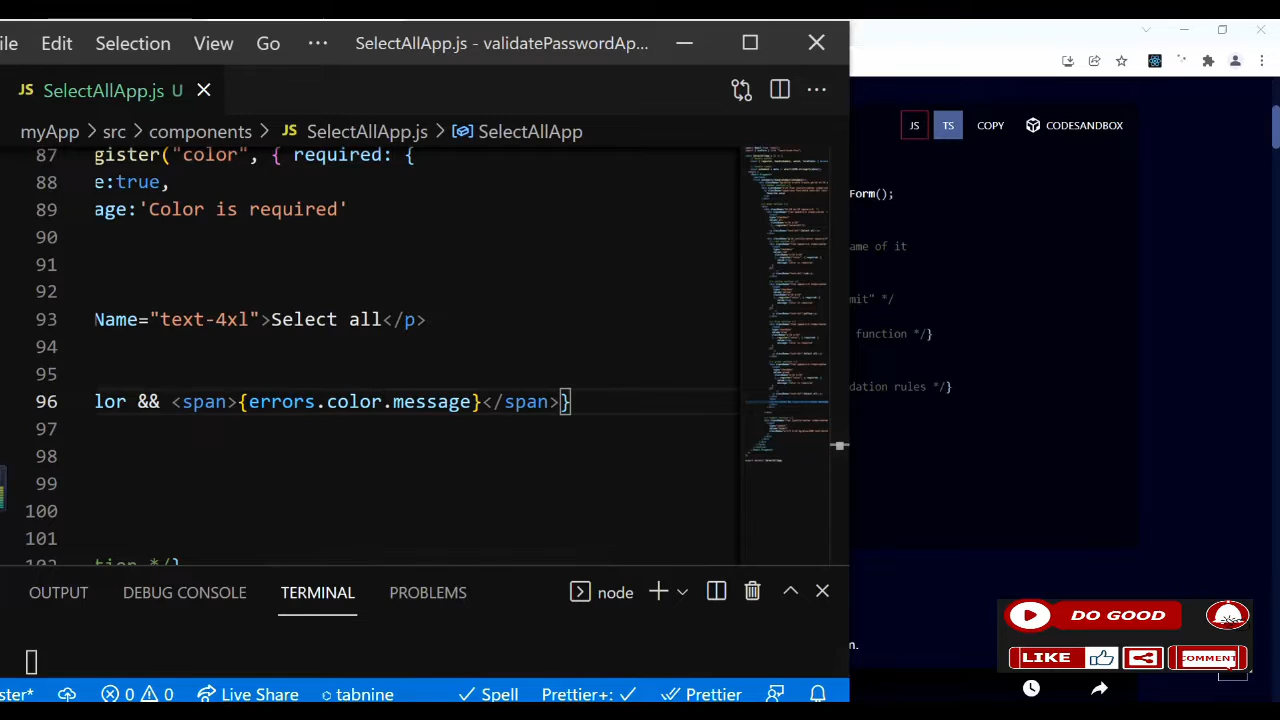 ile Edit Selection View Go ··· SelectAllApp.js - validatePasswordAp...
JS SelectAllApp.js U
myApp > src > components > JS SelectAllApp.js > SelectAllApp
87 gister("color", { required: {
88 e:true,
89 age:'Color is required'
90
91
92
93 Name="text-4xl">Select all</p>
94
95
96 lor && <span>{errors.color.message}</span>}
97
98
99
100
101
102 tion */}
OUTPUT DEBUG CONSOLE TERMINAL PROBLEMS node
ster* 0 0 Live Share tabnine Spell Prettier+: Prettier
JS TS COPY CODESANDBOX
Form();
ame of it
mit" */
function */}
dation rules */}
m.
DO GOOD
LIKE COMMENT